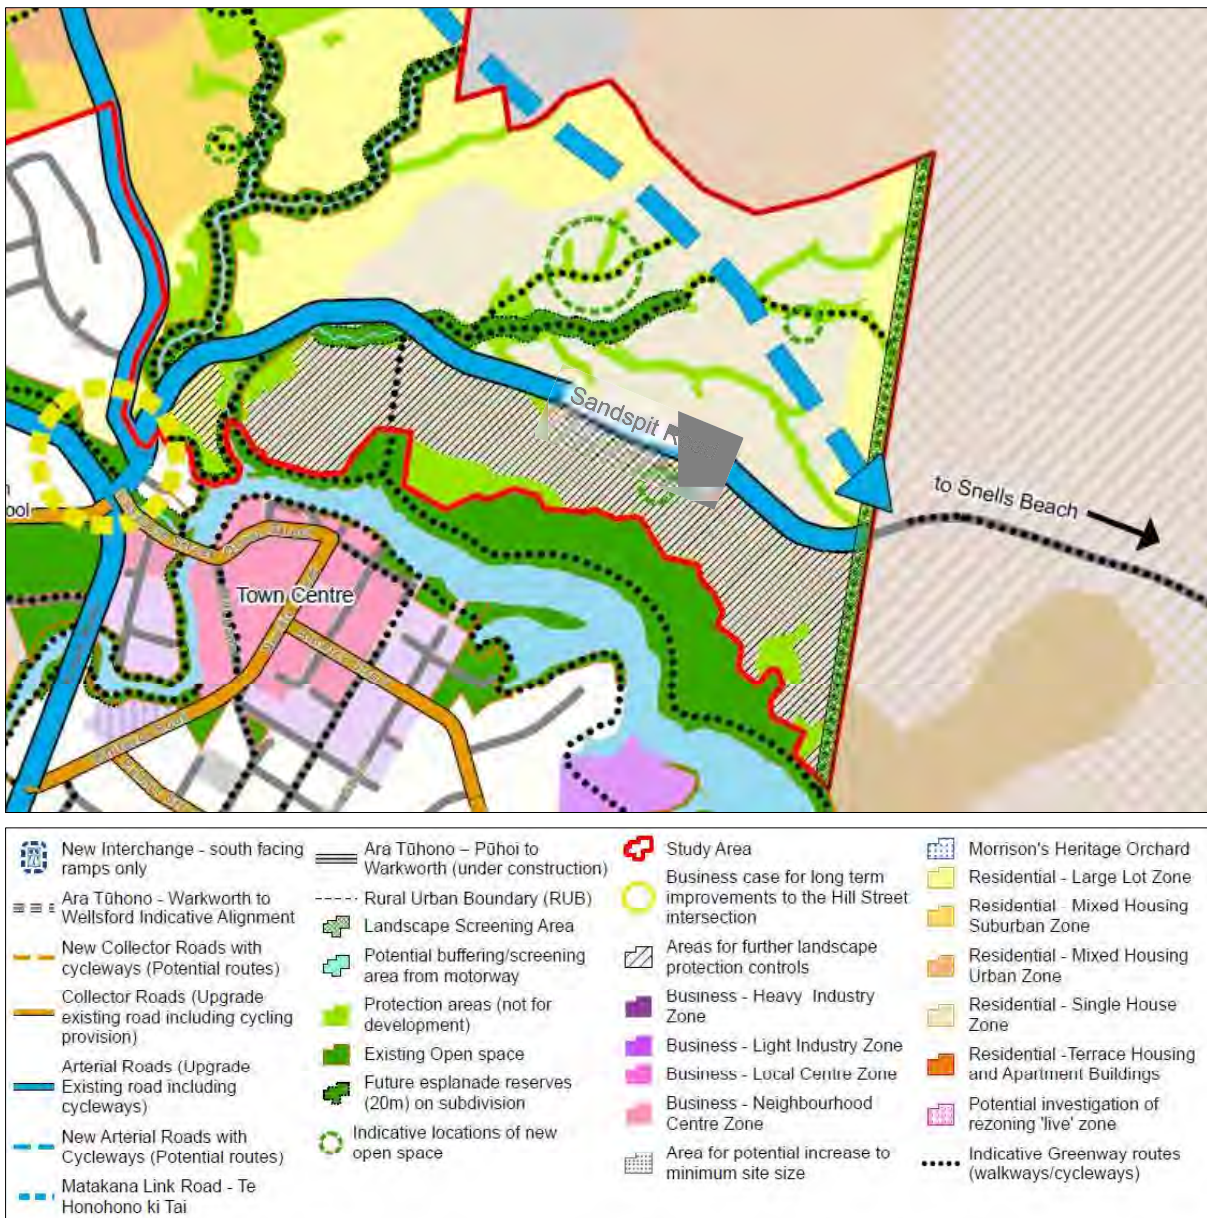 Sandspit
to Snells Beach
ool
Town Centre
New Interchange - south facing
ramps only
Ara Tūhono - Warkworth to
Wellsford Indicative Alignment
New Collector Roads with
cycleways (Potential routes)
Collector Roads (Upgrade
existing road including cycling
provision)
Arterial Roads (Upgrade
Existing road including
cycleways)
New Arterial Roads with
Cycleways (Potential routes)
Matakana Link Road - Te
Honohono ki Tai
Ara Tūhono – Pūhoi to
Warkworth (under construction)
Rural Urban Boundary (RUB)
Landscape Screening Area
Potential buffering/screening
area from motorway
Protection areas (not for
development)
Existing Open space
Future esplanade reserves
(20m) on subdivision
Indicative locations of new
open space
Study Area
Business case for long term
improvements to the Hill Street
intersection
Areas for further landscape
protection controls
Business - Heavy Industry
Zone
Business - Light Industry Zone
Business - Local Centre Zone
Business - Neighbourhood
Centre Zone
Area for potential increase to
minimum site size
Morrison's Heritage Orchard
Residential - Large Lot Zone
Residential - Mixed Housing
Suburban Zone
Residential - Mixed Housing
Urban Zone
Residential - Single House
Zone
Residential -Terrace Housing
and Apartment Buildings
Potential investigation of
rezoning 'live' zone
Indicative Greenway routes
(walkways/cycleways)